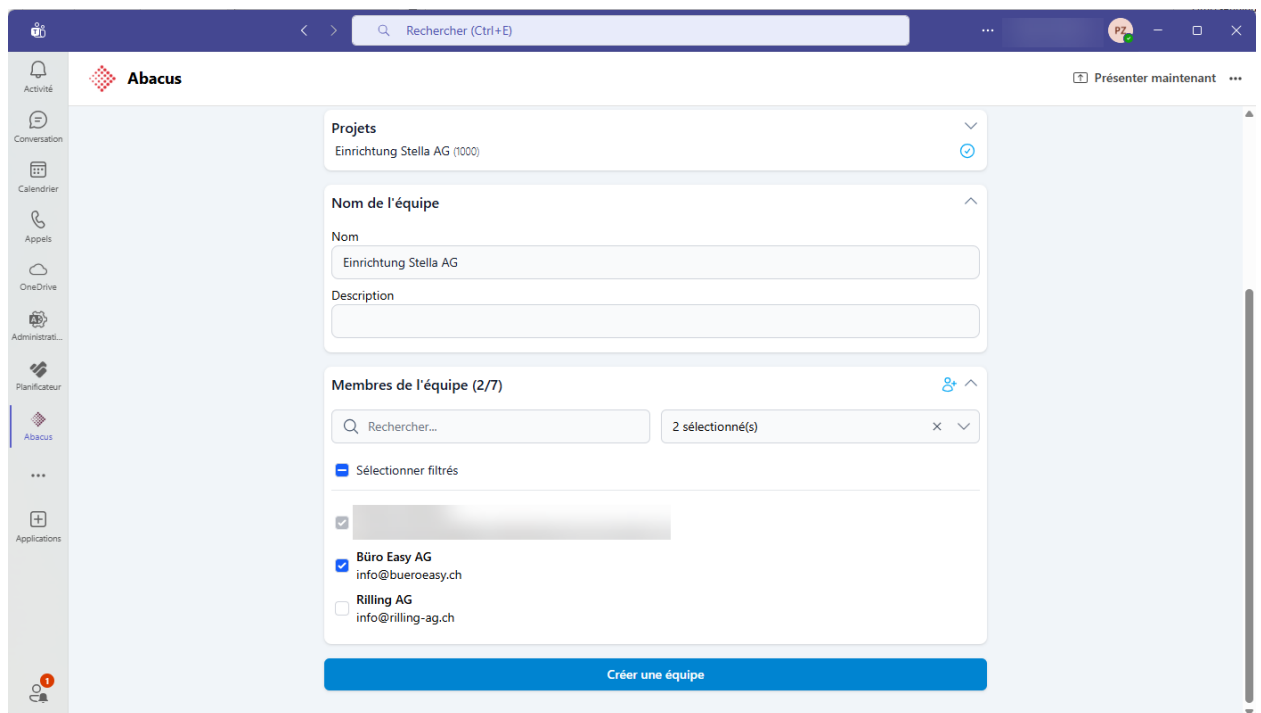 Rechercher (Ctrl+E)
PZ
Activité
Conversation
Calendrier
Appels
OneDrive
Administrati...
Planificateur
Abacus
Applications
1
Abacus
Présenter maintenant
Projets
Einrichtung Stella AG (1000)
Nom de l'équipe
Nom
Einrichtung Stella AG
Description
Membres de l'équipe (2/7)
Rechercher...
2 sélectionné(s)
Sélectionner filtrés
Büro Easy AG
info@bueroeasy.ch
Rilling AG
info@rilling-ag.ch
Créer une équipe